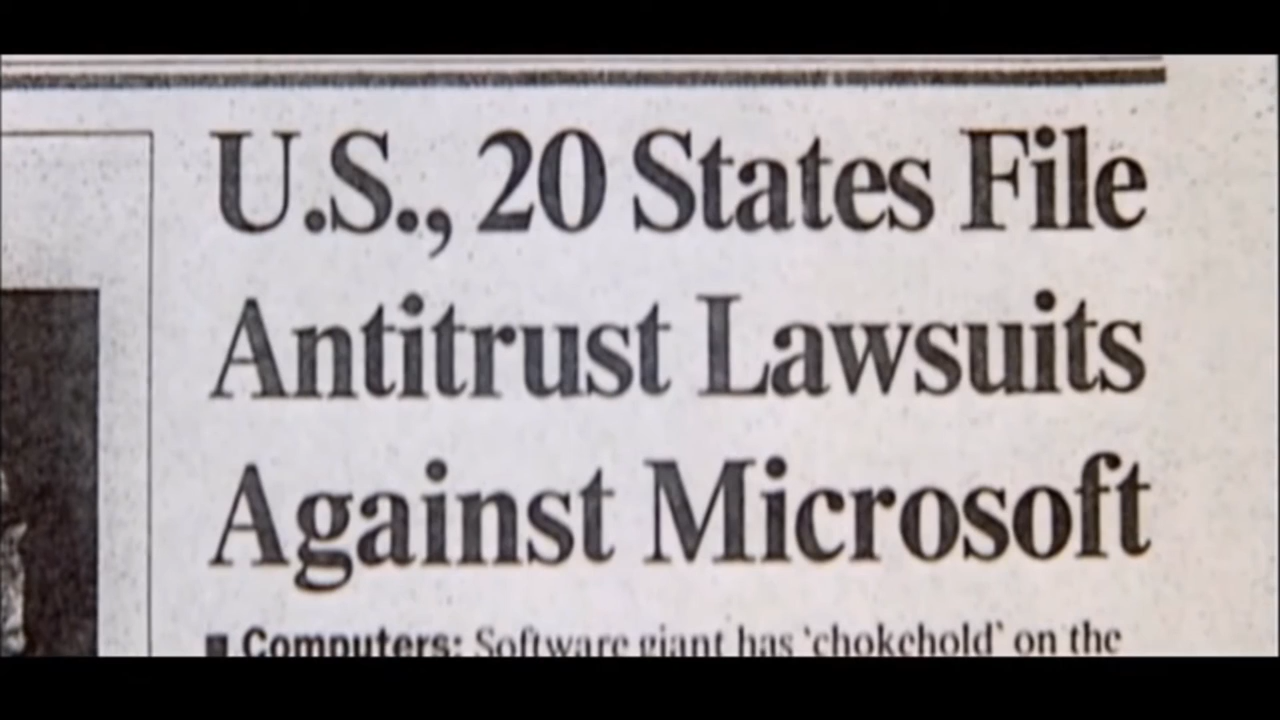 U.S., 20 States File
Antitrust Lawsuits
Against Microsoft
■ Computers: Software giant has ‘chokehold’ on the